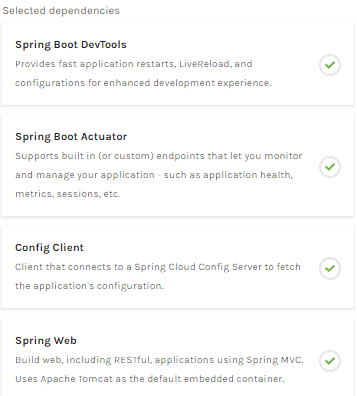 Selected dependencies
Spring Boot DevTools
Provides fast application restarts, LiveReload, and
configurations for enhanced development experience.
Spring Boot Actuator
Supports built in (or custom) endpoints that let you monitor
and manage your application - such as application health,
metrics, sessions, etc.
Config Client
Client that connects to a Spring Cloud Config Server to fetch
the application's configuration.
Spring Web
Build web, including RESTful, applications using Spring MVC.
Uses Apache Tomcat as the default embedded container.